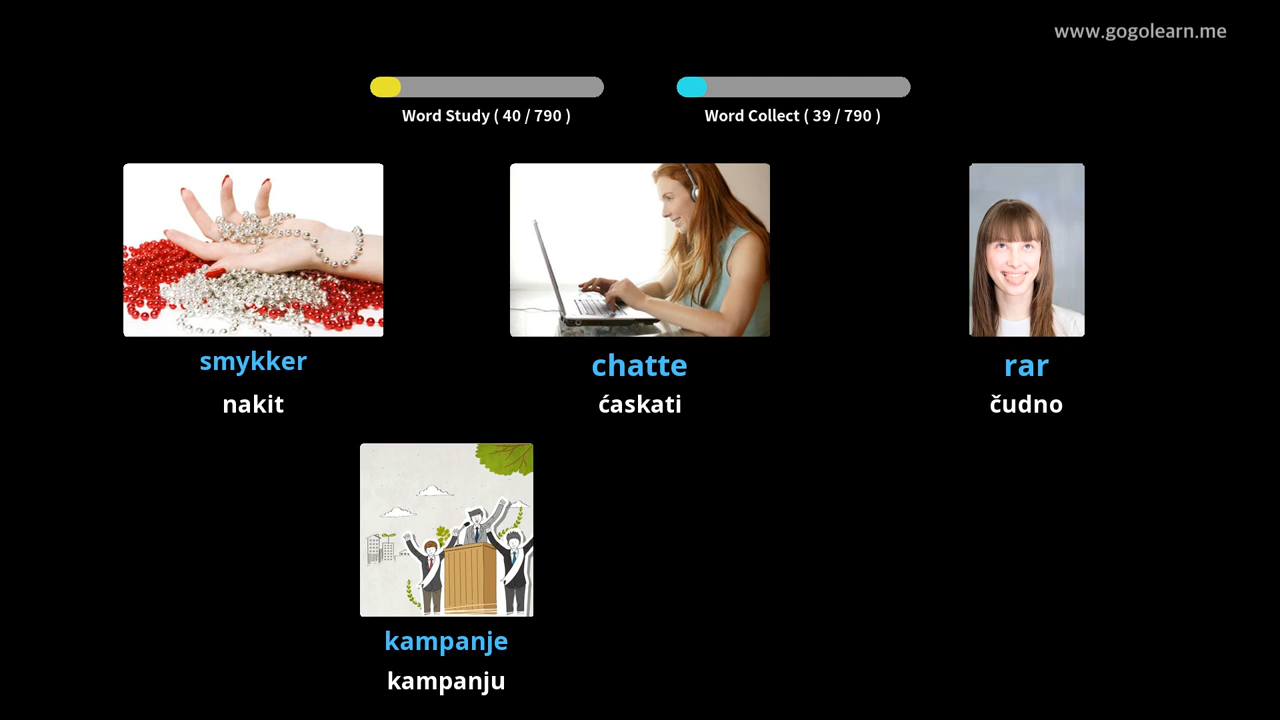 www.gogolearn.me
Word Study ( 40 / 790 )
Word Collect ( 39 / 790 )
smykker
nakit
chatte
ćaskati
rar
čudno
kampanje
kampanju